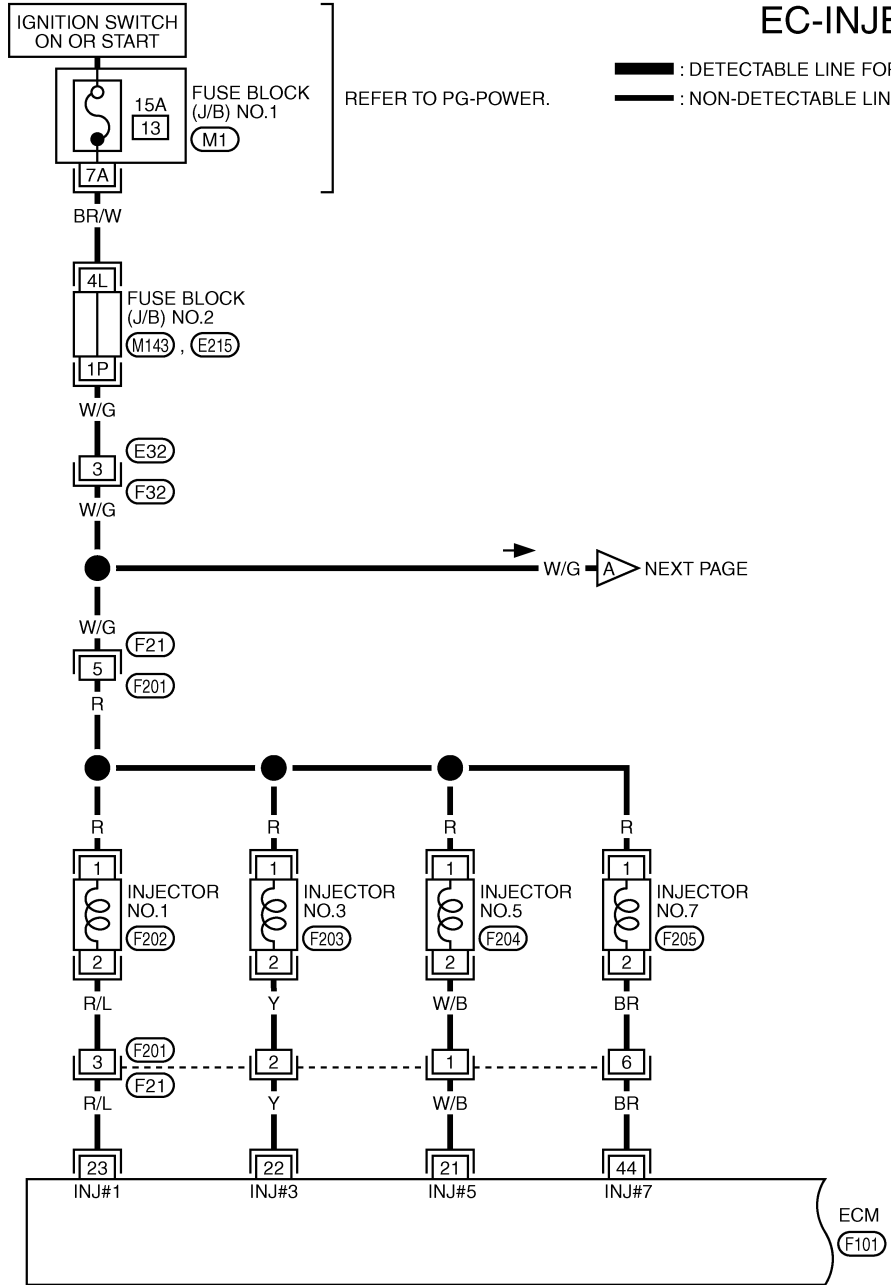 IGNITION SWITCH
ON OR START
EC-INJE
: DETECTABLE LINE FOR
: NON-DETECTABLE LIN
15A
13
FUSE BLOCK
(J/B) NO.1
M1
REFER TO PG-POWER.
7A
BR/W
4L
FUSE BLOCK
(J/B) NO.2
M143 , E215
1P
W/G
E32
3
F32
W/G
W/G A NEXT PAGE
W/G
F21
5
F201
R
R R R R
1 1 1 1
INJECTOR
NO.1
F202
INJECTOR
NO.3
F203
INJECTOR
NO.5
F204
INJECTOR
NO.7
F205
2 2 2 2
R/L Y W/B BR
F201
3 2 1 6
F21
R/L Y W/B BR
23 22 21 44
INJ#1 INJ#3 INJ#5 INJ#7
ECM
F101